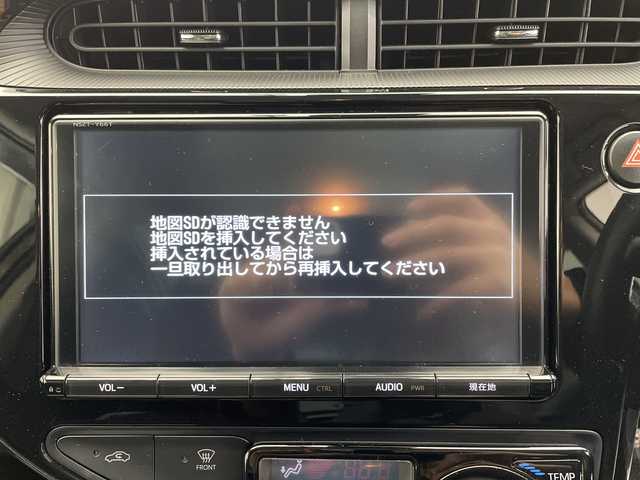 NSZT-Y66T
地図SDが認識できません
地図SDを挿入してください
挿入されている場合は
一旦取り出してから再挿入してください
VOL− VOL+ MENU CTRL AUDIO PWR 現在地
FRONT
TEMP